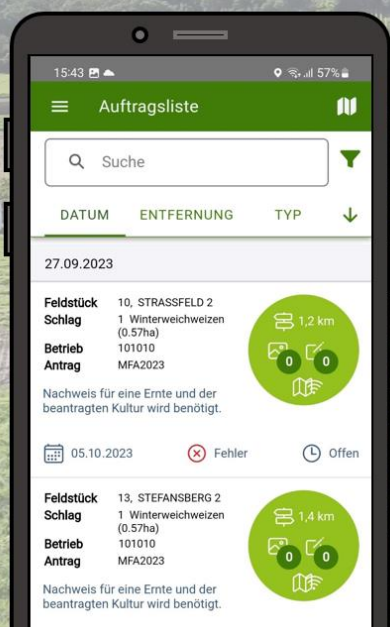 15:43 57%
Auftragsliste
Suche
DATUM ENTFERNUNG TYP
27.09.2023
Feldstück 10, STRASSFELD 2
Schlag 1 Winterweichweizen
(0.57ha)
1,2 km
Betrieb 101010
0 0
Antrag MFA2023
Nachweis für eine Ernte und der
beantragten Kultur wird benötigt.
05.10.2023 Fehler Offen
Feldstück 13, STEFANSBERG 2
Schlag 1 Winterweichweizen
(0.57ha)
1,4 km
Betrieb 101010
0 0
Antrag MFA2023
Nachweis für eine Ernte und der
beantragten Kultur wird benötigt.